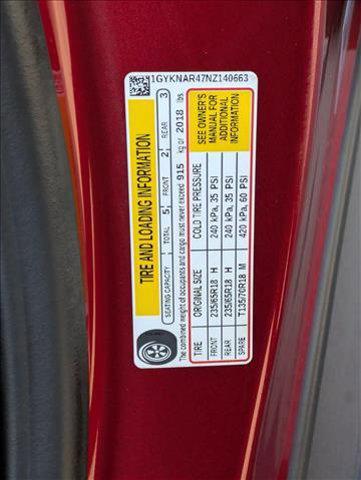 1GYKNAR47NZ140663
TIRE AND LOADING INFORMATION
SEATING CAPACITY | TOTAL 5 | FRONT 2 | REAR 3
The combined weight of occupants and cargo must never exceed 915 kg or 2018 lbs.
TIRE ORIGINAL SIZE COLD TIRE PRESSURE
FRONT 235/65R18 H 240 kPa, 35 PSI
REAR 235/65R18 H 240 kPa, 35 PSI
SPARE T135/70R18 M 420 kPa, 60 PSI
SEE OWNER'S
MANUAL FOR
ADDITIONAL
INFORMATION